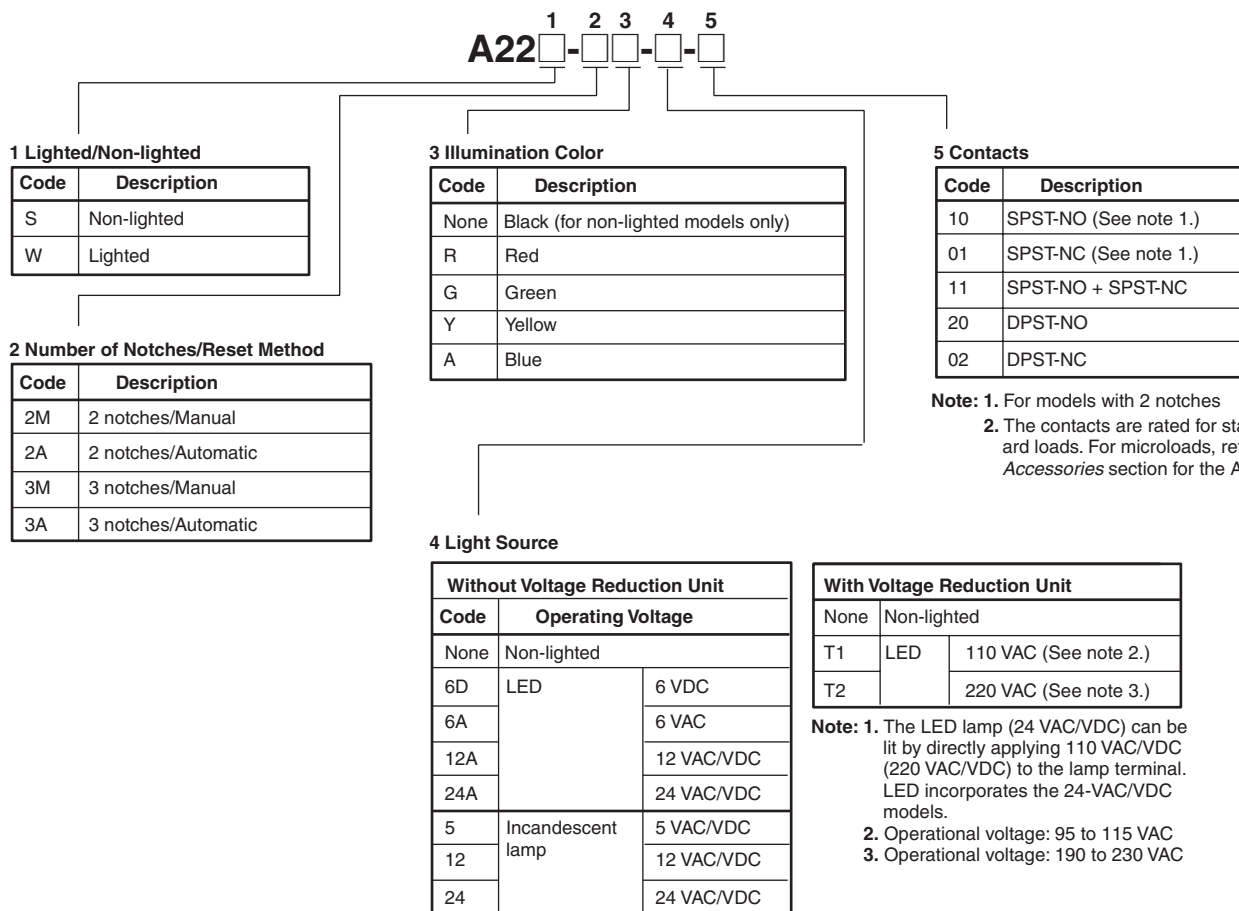 1 2 3 4 5
A22□-□□-□-□
1 Lighted/Non-lighted
Code Description
S Non-lighted
W Lighted
2 Number of Notches/Reset Method
Code Description
2M 2 notches/Manual
2A 2 notches/Automatic
3M 3 notches/Manual
3A 3 notches/Automatic
3 Illumination Color
Code Description
None Black (for non-lighted models only)
R Red
G Green
Y Yellow
A Blue
4 Light Source
Without Voltage Reduction Unit
Code Operating Voltage
None Non-lighted
6D LED 6 VDC
6A 6 VAC
12A 12 VAC/VDC
24A 24 VAC/VDC
5 Incandescent lamp 5 VAC/VDC
12 12 VAC/VDC
24 24 VAC/VDC
With Voltage Reduction Unit
None Non-lighted
T1 LED 110 VAC (See note 2.)
T2 220 VAC (See note 3.)
Note: 1. The LED lamp (24 VAC/VDC) can be
lit by directly applying 110 VAC/VDC
(220 VAC/VDC) to the lamp terminal.
LED incorporates the 24-VAC/VDC
models.
2. Operational voltage: 95 to 115 VAC
3. Operational voltage: 190 to 230 VAC
5 Contacts
Code Description
10 SPST-NO (See note 1.)
01 SPST-NC (See note 1.)
11 SPST-NO + SPST-NC
20 DPST-NO
02 DPST-NC
Note: 1. For models with 2 notches
2. The contacts are rated for
ard loads. For microloads,
Accessories section for the